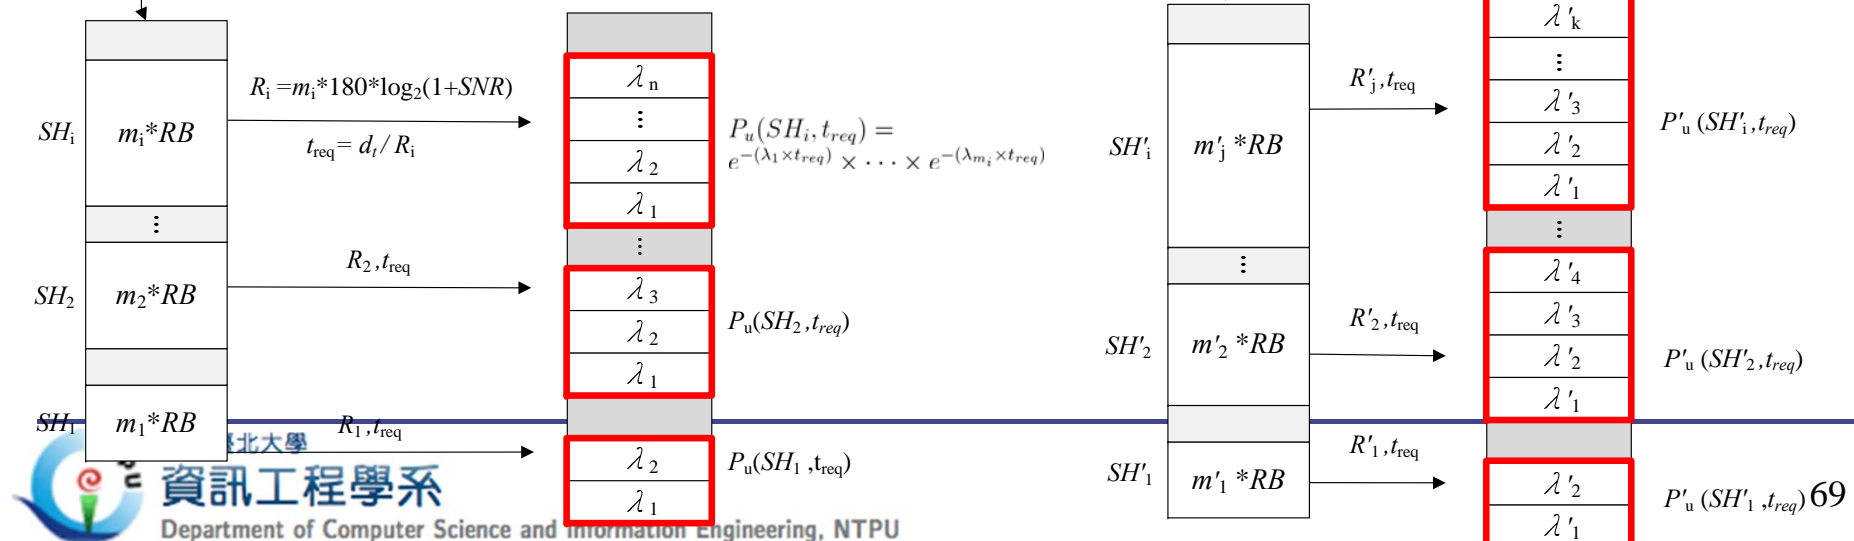 SHi
mi*RB
⋮
SH2
m2*RB
SH1
m1*RB
Ri =mi*180*log2(1+SNR)
treq= dt / Ri
R2 ,treq
R1 ,treq
λn
⋮
λ2
λ1
⋮
λ3
λ2
λ1
λ2
λ1
Pu(SHi, treq) =
e−(λ1×treq) × · · · × e−(λmi×treq)
Pu(SH2 ,treq)
Pu(SH1 ,treq)
SH′i
m′j *RB
⋮
SH′2
m′2 *RB
SH′1
m′1 *RB
R′j ,treq
R′2 ,treq
R′1 ,treq
λ′k
⋮
λ′3
λ′2
λ′1
⋮
λ′4
λ′3
λ′2
λ′1
λ′2
λ′1
P′u (SH′i ,treq)
P′u (SH′2 ,treq)
P′u (SH′1 ,treq)
北大學
資訊工程學系
Department of Computer Science and Information Engineering, NTPU
69